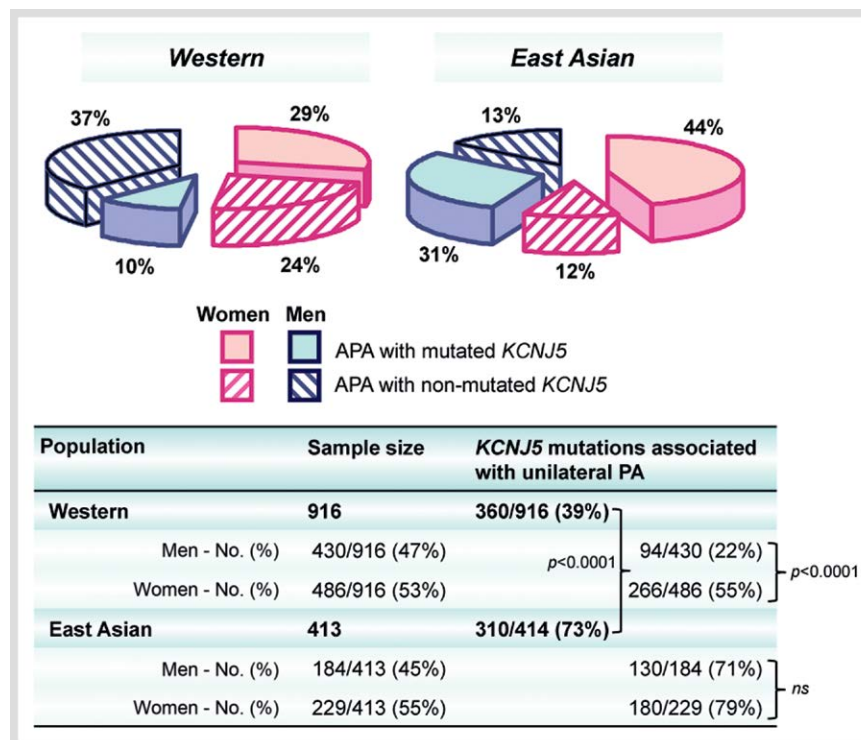 Western
East Asian
37%
29%
13%
44%
10%
24%
31%
12%
Women Men
APA with mutated KCNJ5
APA with non-mutated KCNJ5
Population Sample size KCNJ5 mutations associated
with unilateral PA
Western 916 360/916 (39%)
Men - No. (%) 430/916 (47%) p<0.0001 94/430 (22%) p<0.0001
Women - No. (%) 486/916 (53%) 266/486 (55%)
East Asian 413 310/414 (73%)
Men - No. (%) 184/413 (45%) 130/184 (71%) ns
Women - No. (%) 229/413 (55%) 180/229 (79%)